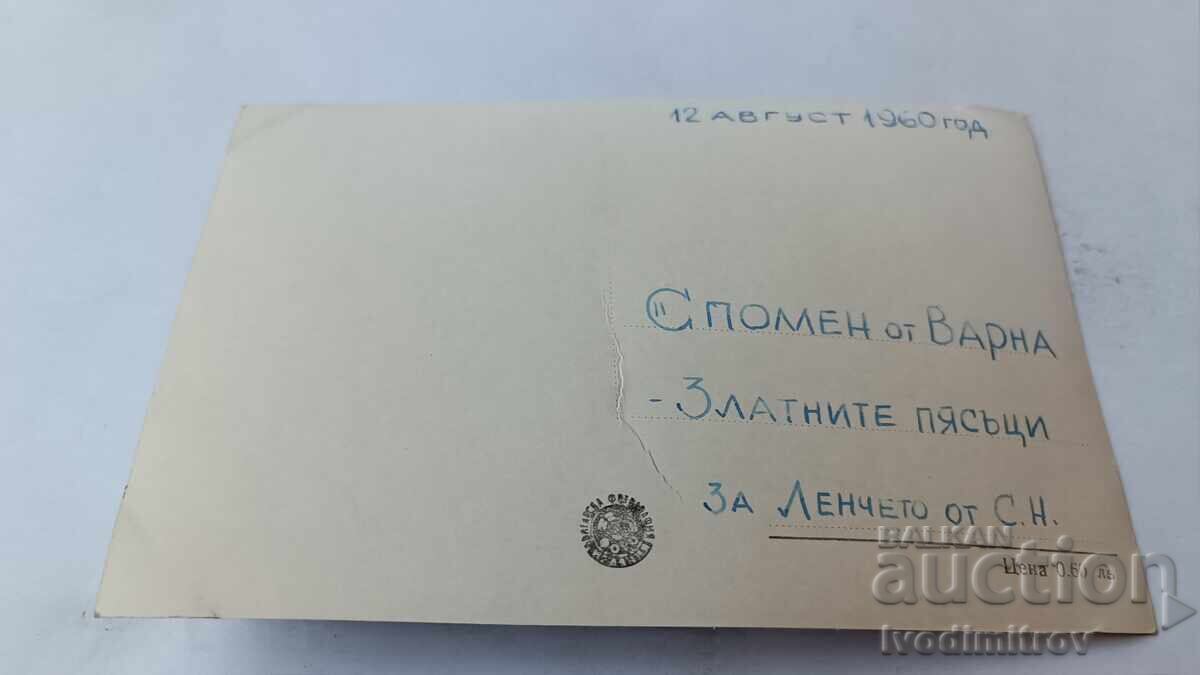 12 АВГУСТ 1960 ГОД
СПОМЕН ОТ ВАРНА
- ЗЛАТНИТЕ ПЯСЪЦИ
ЗА ЛЕНЧЕТО ОТ С.Н.
Цена 0.60 лв
BALKAN
auction
Ivodimitrov